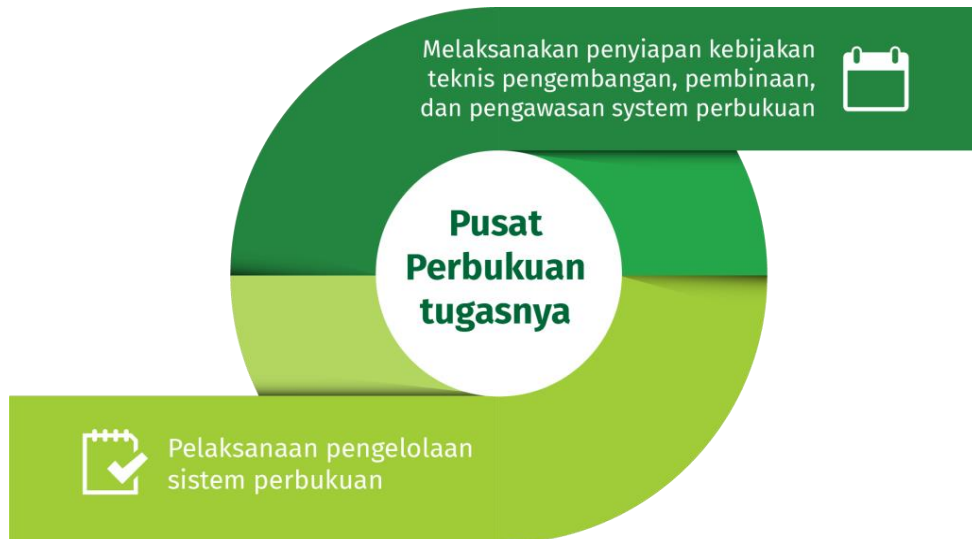 Melaksanakan penyiapan kebijakan
teknis pengembangan, pembinaan,
dan pengawasan system perbukuan
Pusat
Perbukuan
tugasnya
Pelaksanaan pengelolaan
sistem perbukuan